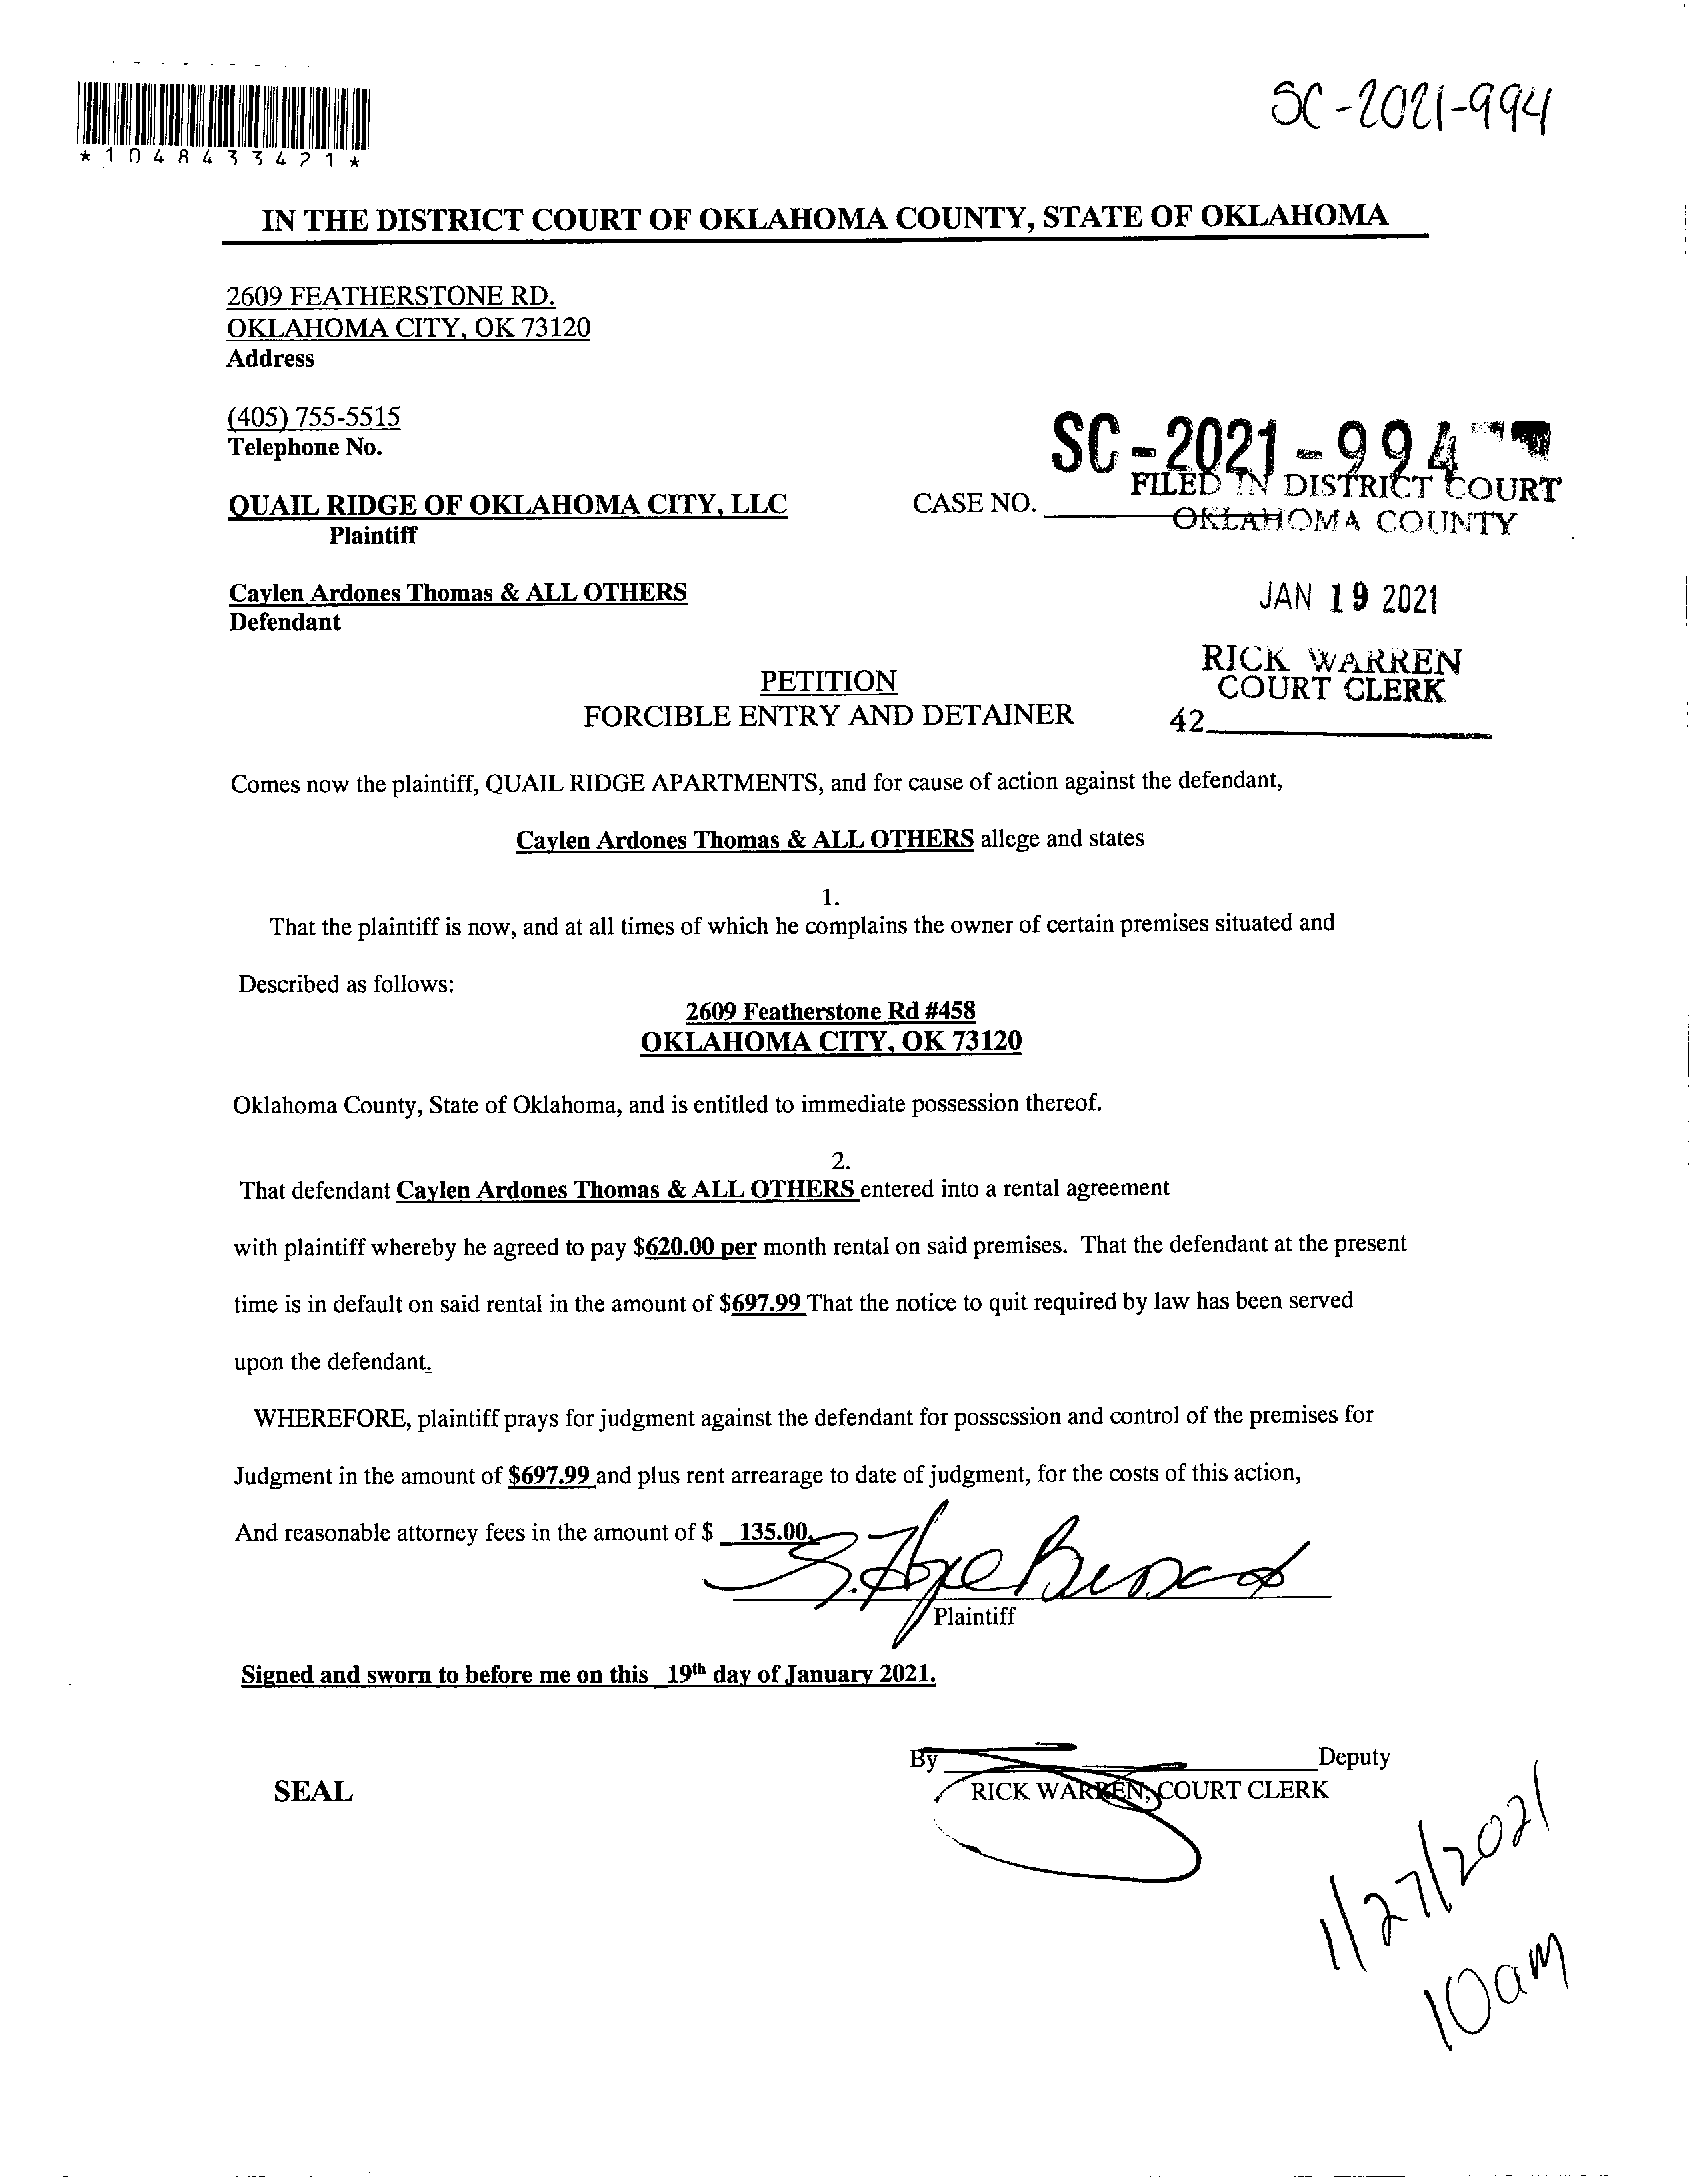 SC-2021-994
*1048433421*
IN THE DISTRICT COURT OF OKLAHOMA COUNTY, STATE OF OKLAHOMA
2609 FEATHERSTONE RD.
OKLAHOMA CITY, OK 73120
Address
(405) 755-5515
Telephone No.
SC-2021-994
FILED IN DISTRICT COURT
QUAIL RIDGE OF OKLAHOMA CITY, LLC CASE NO.
OKLAHOMA COUNTY
Plaintiff
Caylen Ardones Thomas & ALL OTHERS
JAN 19 2021
Defendant
RICK WARREN
COURT CLERK
PETITION
FORCIBLE ENTRY AND DETAINER
42
Comes now the plaintiff, QUAIL RIDGE APARTMENTS, and for cause of action against the defendant,
Caylen Ardones Thomas & ALL OTHERS allege and states
1.
That the plaintiff is now, and at all times of which he complains the owner of certain premises situated and
Described as follows:
2609 Featherstone Rd #458
OKLAHOMA CITY, OK 73120
Oklahoma County, State of Oklahoma, and is entitled to immediate possession thereof.
2.
That defendant Caylen Ardones Thomas & ALL OTHERS entered into a rental agreement
with plaintiff whereby he agreed to pay $620.00 per month rental on said premises. That the defendant at the present
time is in default on said rental in the amount of $697.99 That the notice to quit required by law has been served
upon the defendant.
WHEREFORE, plaintiff prays for judgment against the defendant for possession and control of the premises for
Judgment in the amount of $697.99 and plus rent arrearage to date of judgment, for the costs of this action,
And reasonable attorney fees in the amount of $ 135.00.
Plaintiff
Signed and sworn to before me on this 19th day of January 2021.
By Deputy
SEAL
RICK WARREN, COURT CLERK
1/27/2021
10am